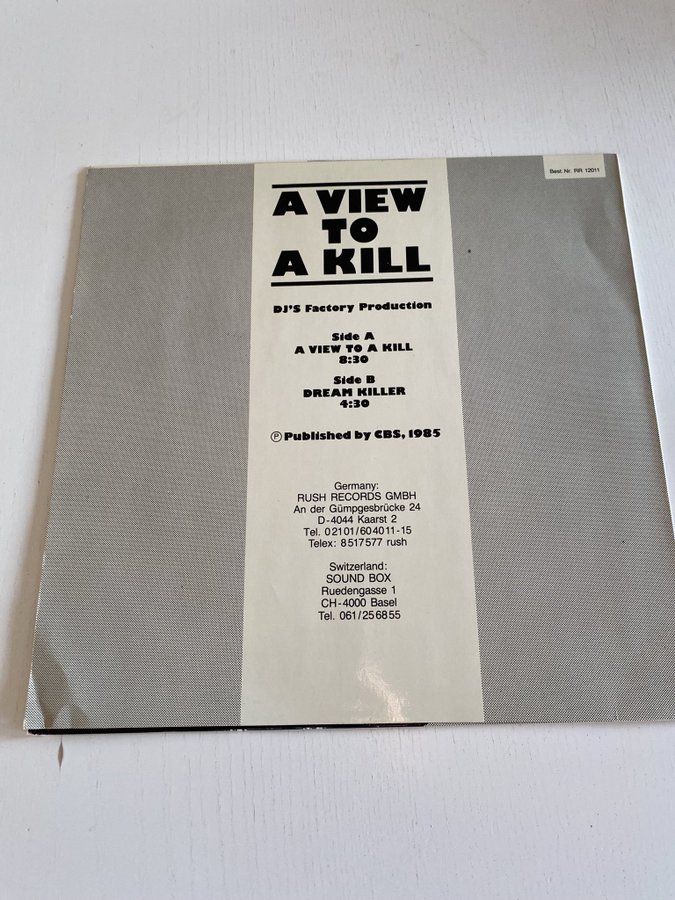 Best. Nr. RR 12011
A VIEW
TO
A KILL
DJ'S Factory Production
Side A
A VIEW TO A KILL
8:30
Side B
DREAM KILLER
4:30
Ⓟ Published by CBS, 1985
Germany:
RUSH RECORDS GMBH
An der Gümpgesbrücke 24
D-4044 Kaarst 2
Tel. 02101/604011-15
Telex: 8517577 rush
Switzerland:
SOUND BOX
Ruedengasse 1
CH-4000 Basel
Tel. 061/256855